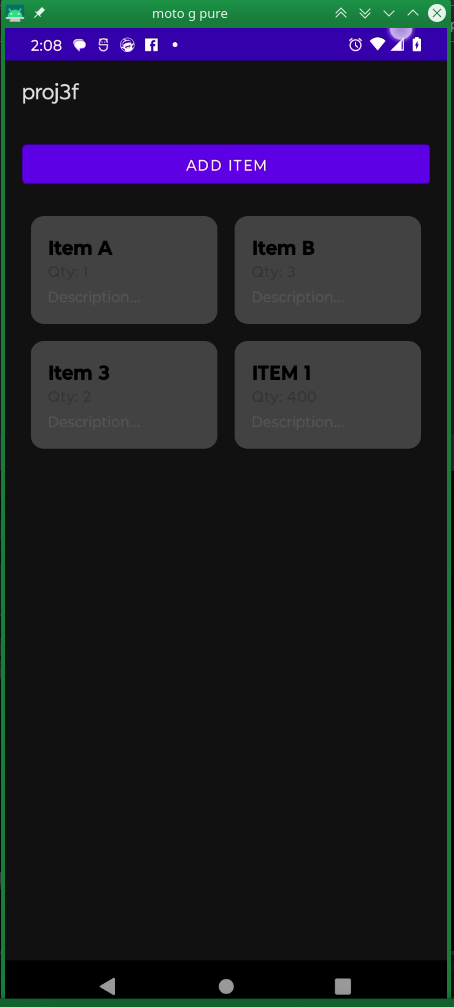 moto g pure
2:08
proj3f
ADD ITEM
Item A
Qty: 1
Description...
Item B
Qty: 3
Description...
Item 3
Qty: 2
Description...
ITEM 1
Qty: 400
Description...